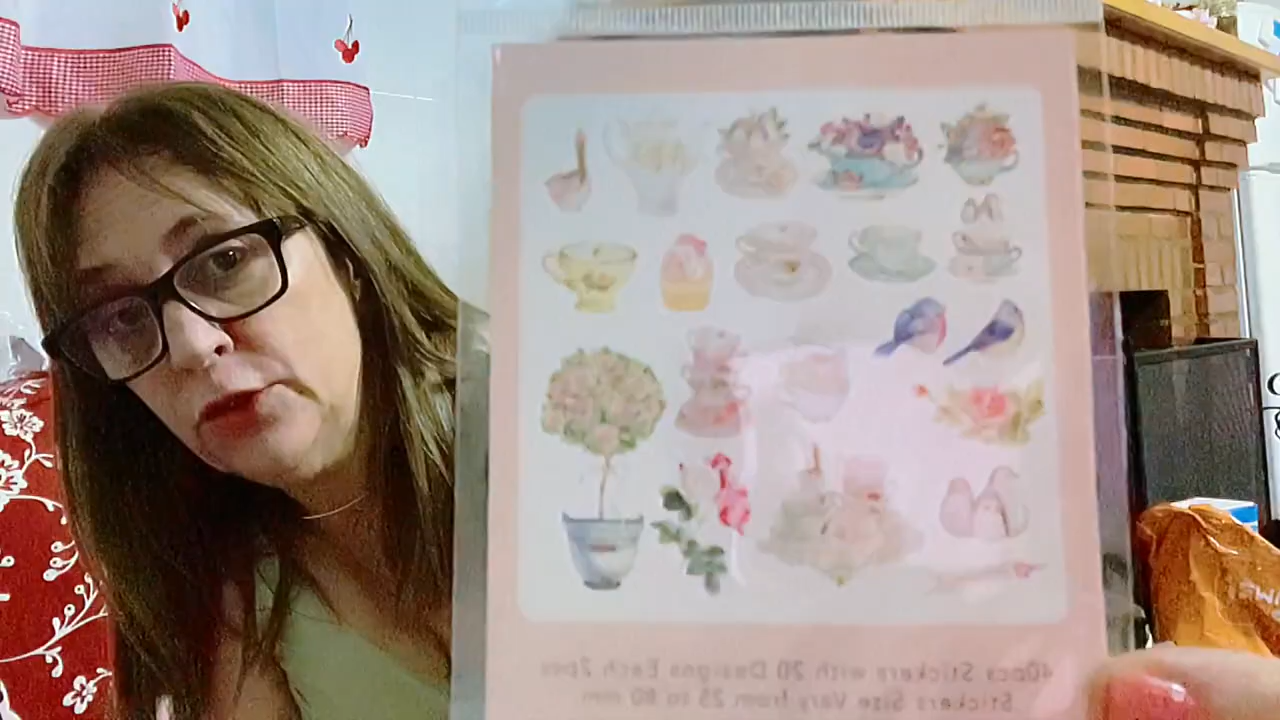 40pcs Stickers with 20 Designs Each 2pcs
Stickers Size Vary from 25 to 80 mm